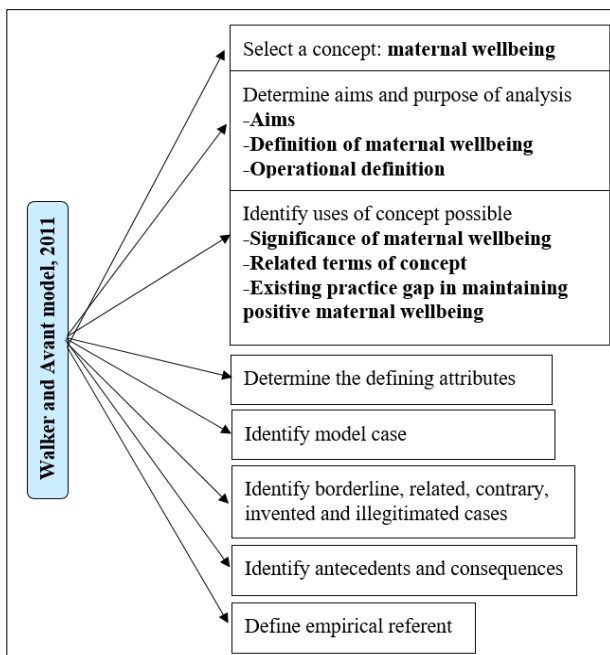 Walker and Avant model, 2011
Select a concept: maternal wellbeing
Determine aims and purpose of analysis
-Aims
-Definition of maternal wellbeing
-Operational definition
Identify uses of concept possible
-Significance of maternal wellbeing
-Related terms of concept
-Existing practice gap in maintaining
positive maternal wellbeing
Determine the defining attributes
Identify model case
Identify borderline, related, contrary,
invented and illegitimated cases
Identify antecedents and consequences
Define empirical referent